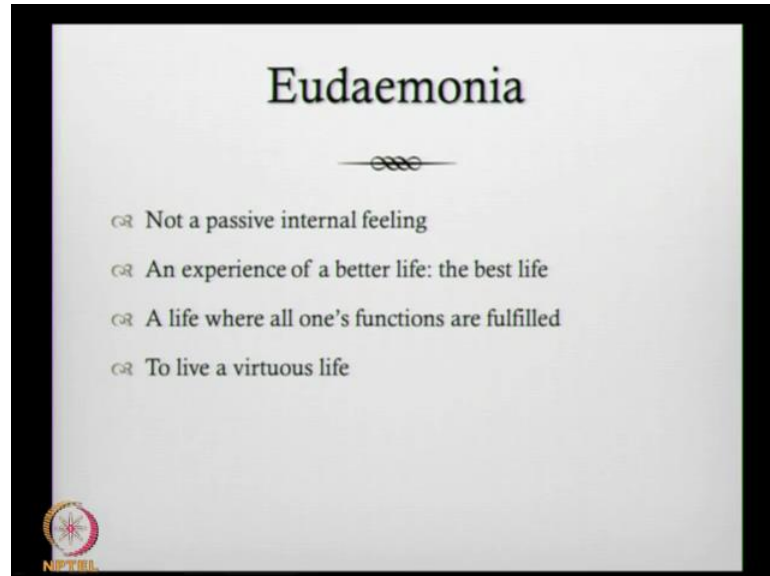 Eudaemonia
Not a passive internal feeling
An experience of a better life: the best life
A life where all one's functions are fulfilled
To live a virtuous life
NPTEL